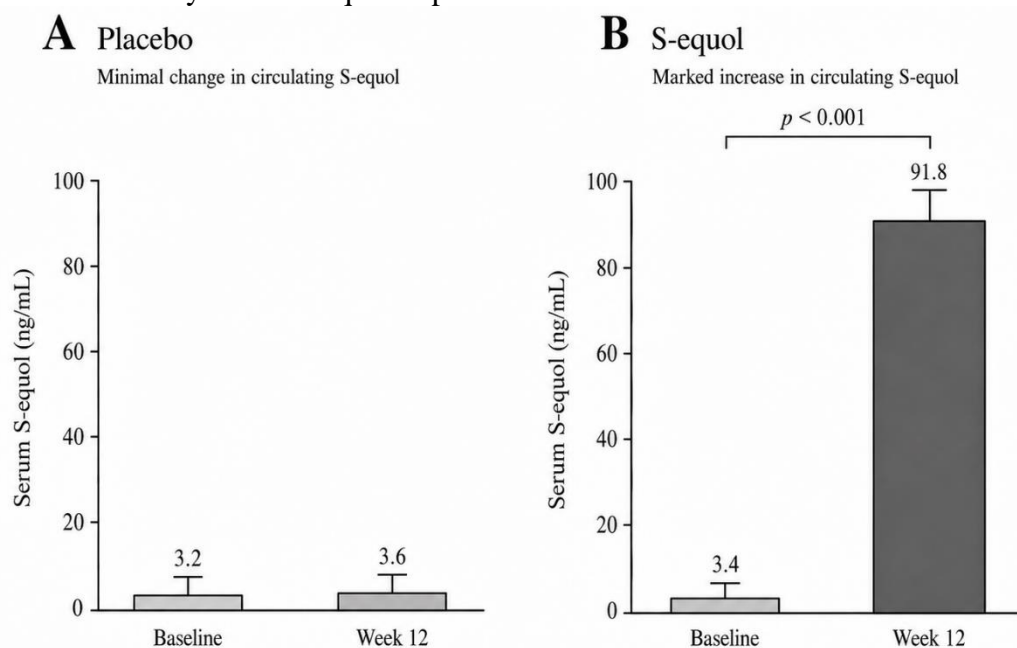 A Placebo
Minimal change in circulating S-equol
Serum S-equol (ng/mL)
100
80
60
40
20
0
3.2
3.6
Baseline Week 12
B S-equol
Marked increase in circulating S-equol
p < 0.001
Serum S-equol (ng/mL)
100
80
60
40
20
0
3.4
91.8
Baseline Week 12